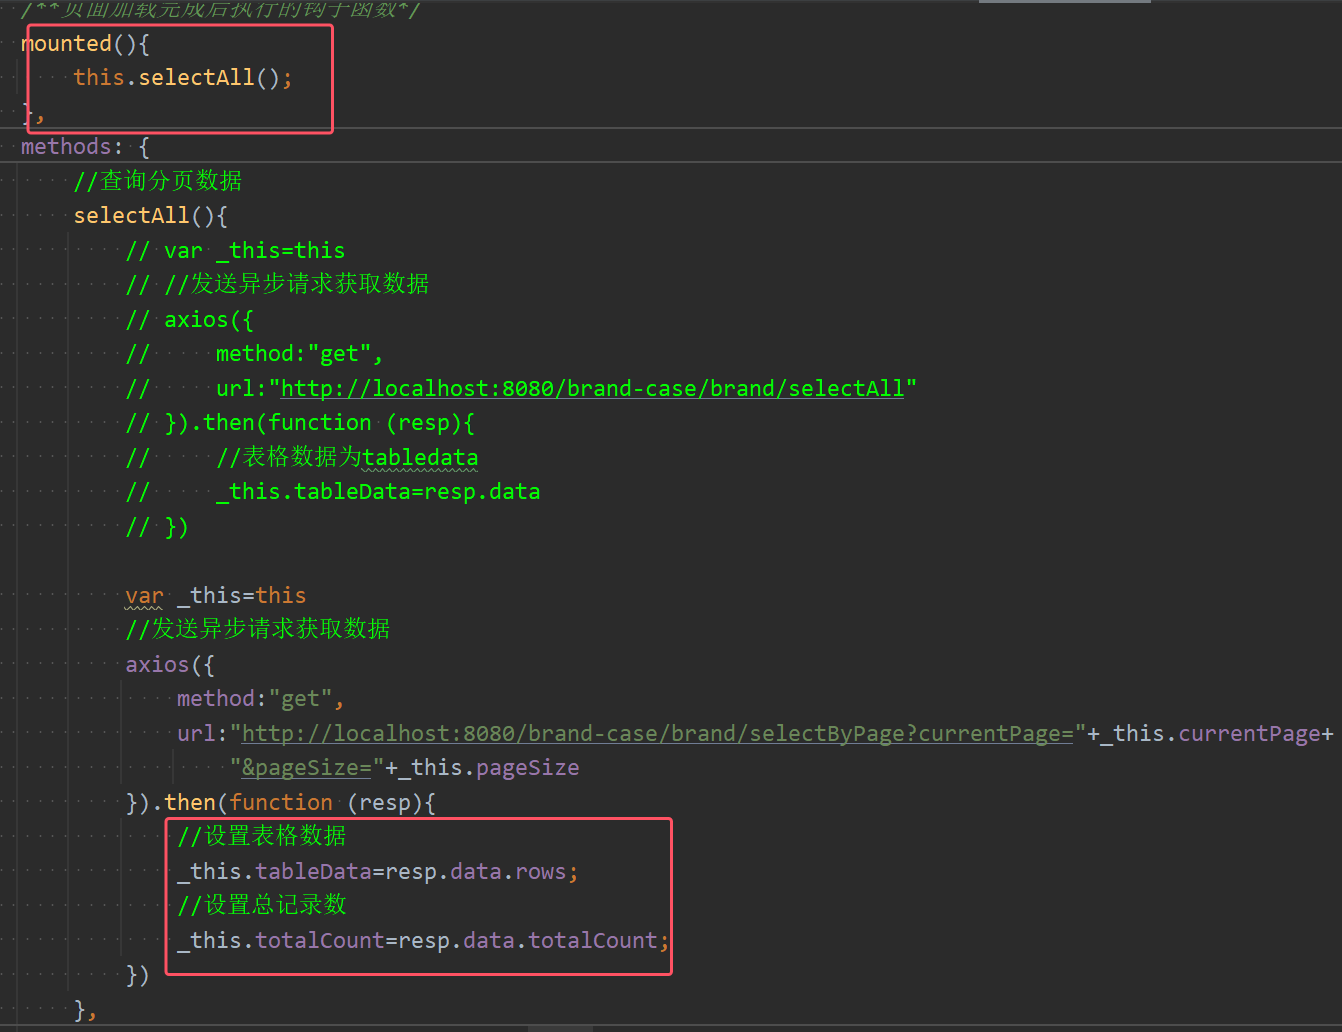 /**页面加载完成后执行的钩子函数*/
mounted(){
this.selectAll();
},
methods: {
//查询分页数据
selectAll(){
// var _this=this
// //发送异步请求获取数据
// axios({
// method:"get",
// url:"http://localhost:8080/brand-case/brand/selectAll"
// }).then(function (resp){
// //表格数据为tabledata
// _this.tableData=resp.data
// })
var _this=this
//发送异步请求获取数据
axios({
method:"get",
url:"http://localhost:8080/brand-case/brand/selectByPage?currentPage="+_this.currentPage+
"&pageSize="+_this.pageSize
}).then(function (resp){
//设置表格数据
_this.tableData=resp.data.rows;
//设置总记录数
_this.totalCount=resp.data.totalCount;
})
},